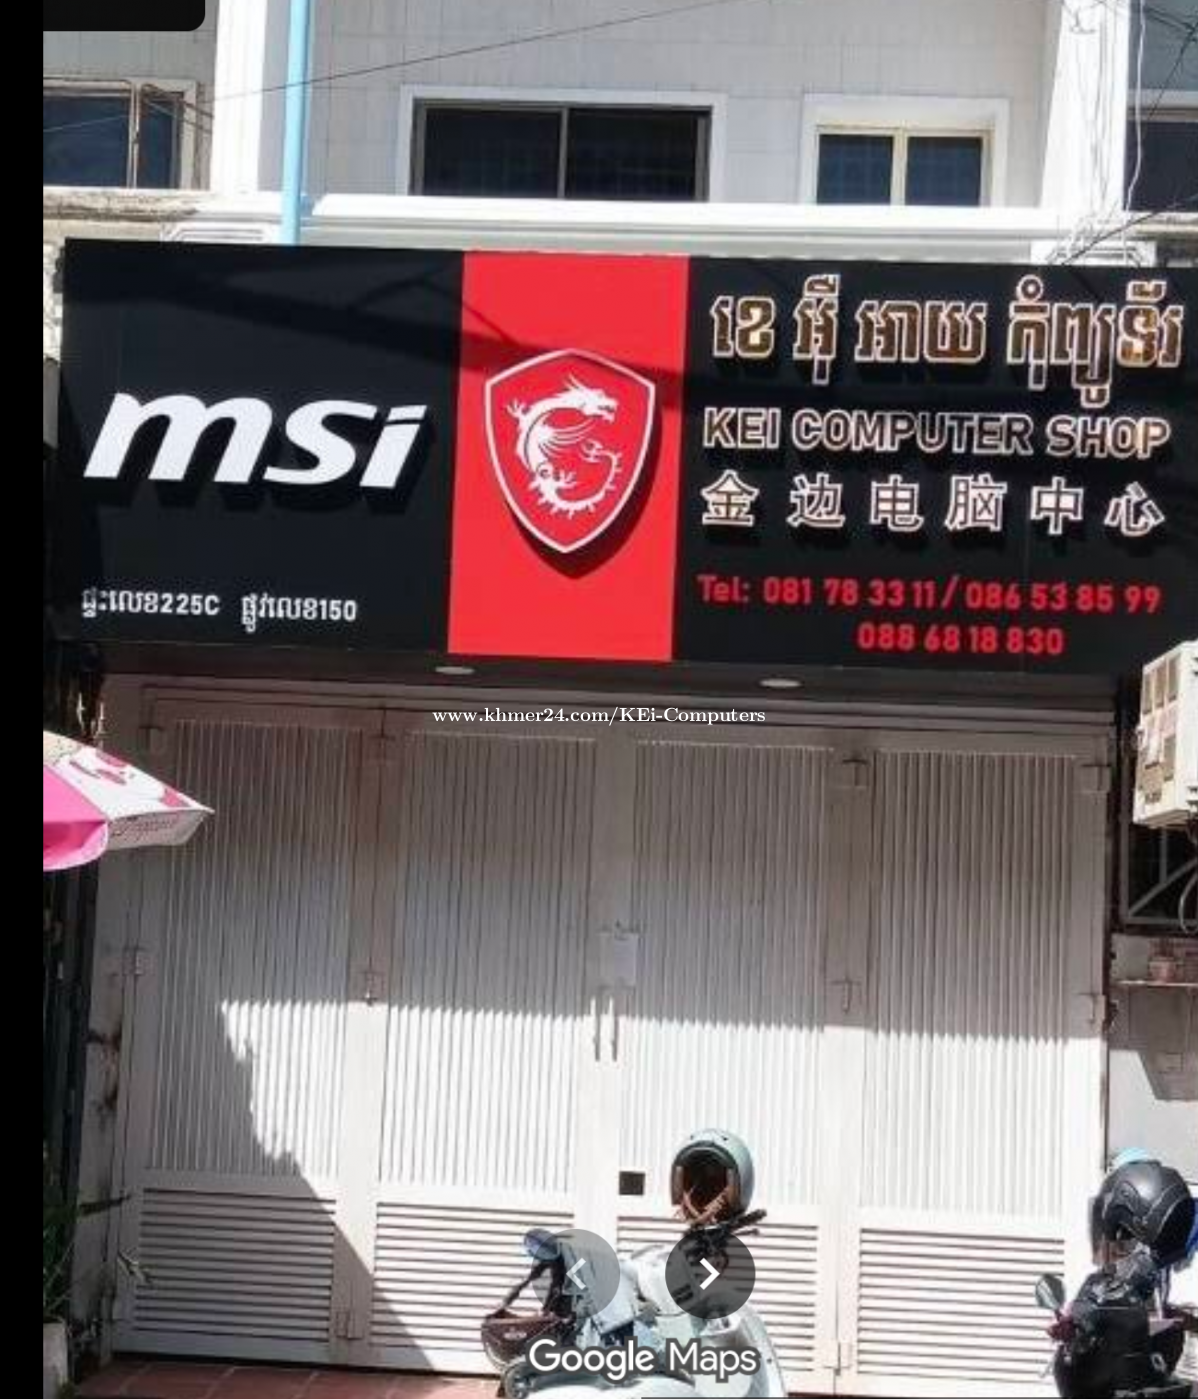 msi
ខេ អ៊ី អាយ កុំព្យូទ័រ
KEI COMPUTER SHOP
金边电脑中心
ផ្ទះលេខ225C ផ្លូវលេខ150
Tel: 081 78 33 11 / 086 53 85 99
088 68 18 830
www.khmer24.com/KEi-Computers
Google Maps